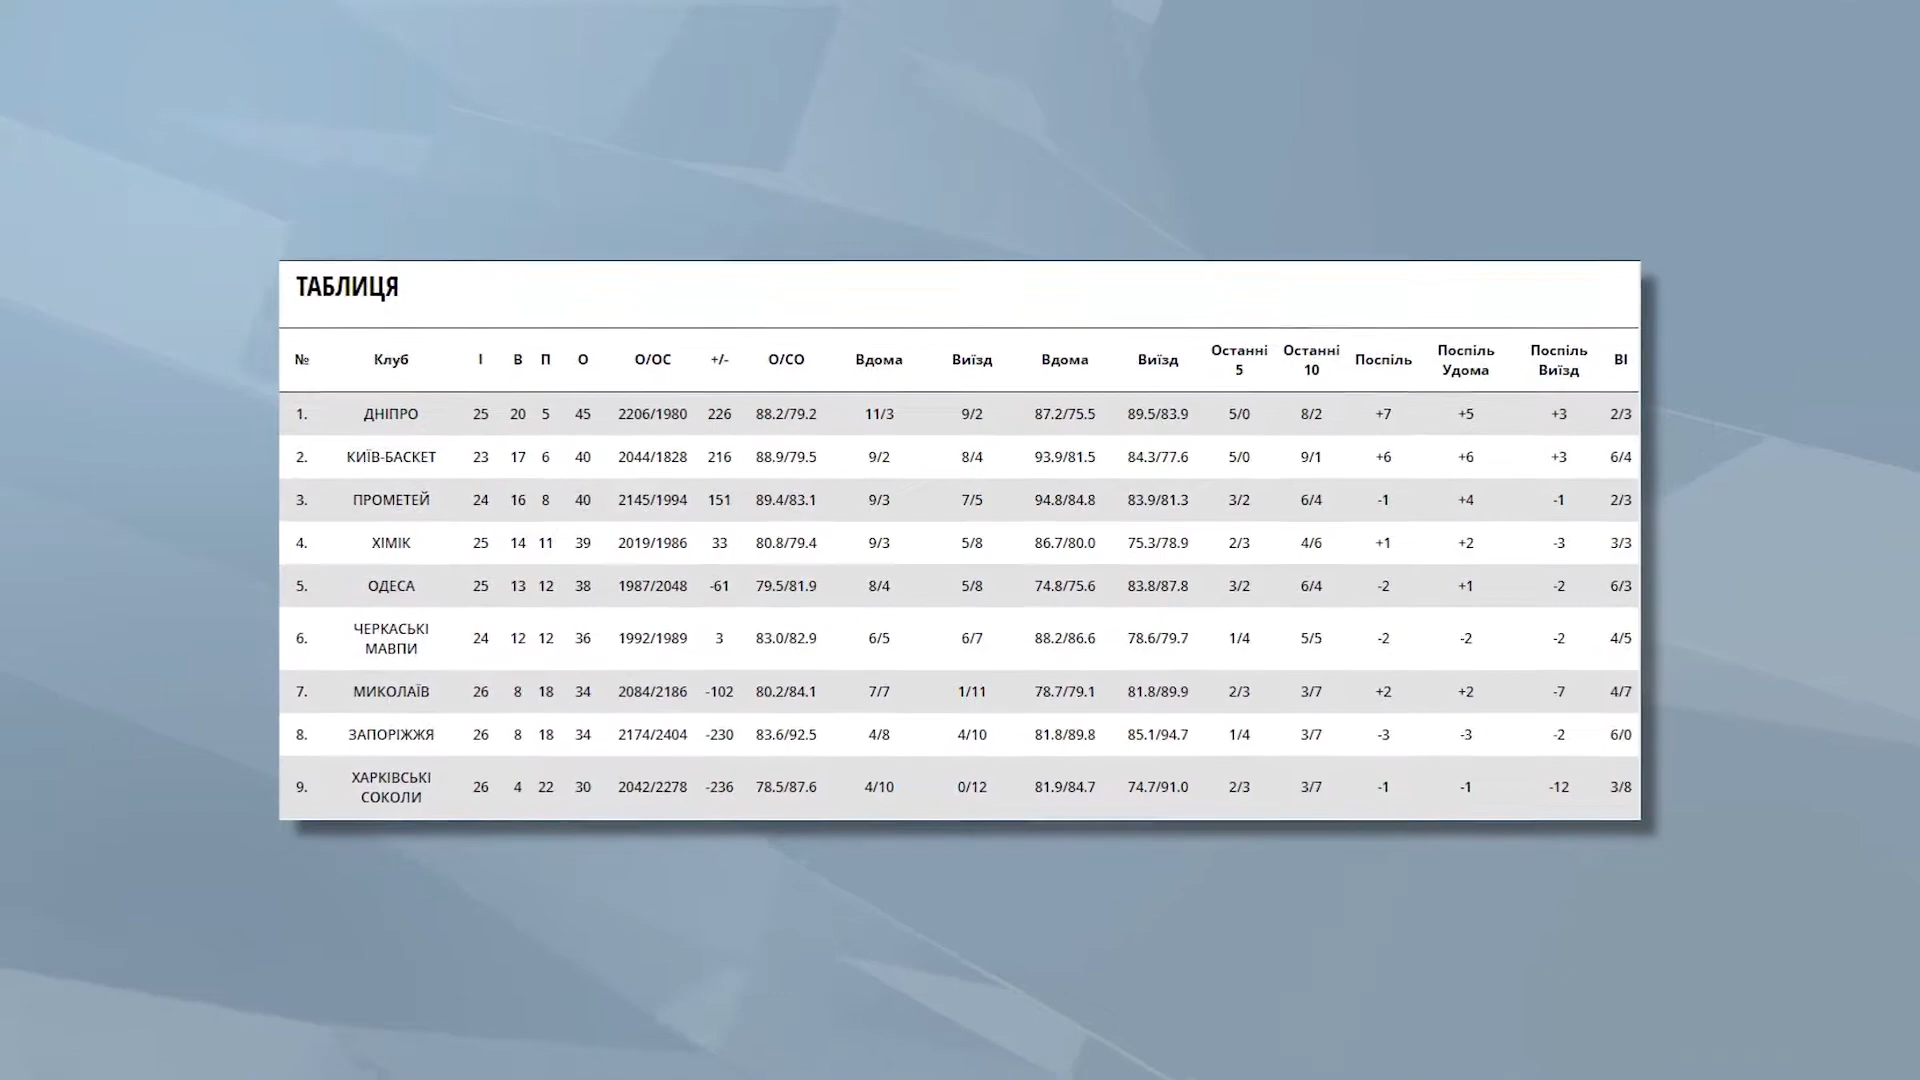 ТАБЛИЦЯ
№ Клуб І В П О О/ОС +/- О/СО Вдома Виїзд Вдома Виїзд Останні 5 Останні 10 Поспіль Поспіль Удома Поспіль Виїзд ВІ
1. ДНІПРО 25 20 5 45 2206/1980 226 88.2/79.2 11/3 9/2 87.2/75.5 89.5/83.9 5/0 8/2 +7 +5 +3 2/3
2. КИЇВ-БАСКЕТ 23 17 6 40 2044/1828 216 88.9/79.5 9/2 8/4 93.9/81.5 84.3/77.6 5/0 9/1 +6 +6 +3 6/4
3. ПРОМЕТЕЙ 24 16 8 40 2145/1994 151 89.4/83.1 9/3 7/5 94.8/84.8 83.9/81.3 3/2 6/4 -1 +4 -1 2/3
4. ХІМІК 25 14 11 39 2019/1986 33 80.8/79.4 9/3 5/8 86.7/80.0 75.3/78.9 2/3 4/6 +1 +2 -3 3/3
5. ОДЕСА 25 13 12 38 1987/2048 -61 79.5/81.9 8/4 5/8 74.8/75.6 83.8/87.8 3/2 6/4 -2 +1 -2 6/3
6. ЧЕРКАСЬКІ МАВПИ 24 12 12 36 1992/1989 3 83.0/82.9 6/5 6/7 88.2/86.6 78.6/79.7 1/4 5/5 -2 -2 -2 4/5
7. МИКОЛАЇВ 26 8 18 34 2084/2186 -102 80.2/84.1 7/7 1/11 78.7/79.1 81.8/89.9 2/3 3/7 +2 +2 -7 4/7
8. ЗАПОРІЖЖЯ 26 8 18 34 2174/2404 -230 83.6/92.5 4/8 4/10 81.8/89.8 85.1/94.7 1/4 3/7 -3 -3 -2 6/0
9. ХАРКІВСЬКІ СОКОЛИ 26 4 22 30 2042/2278 -236 78.5/87.6 4/10 0/12 81.9/84.7 74.7/91.0 2/3 3/7 -1 -1 -12 3/8